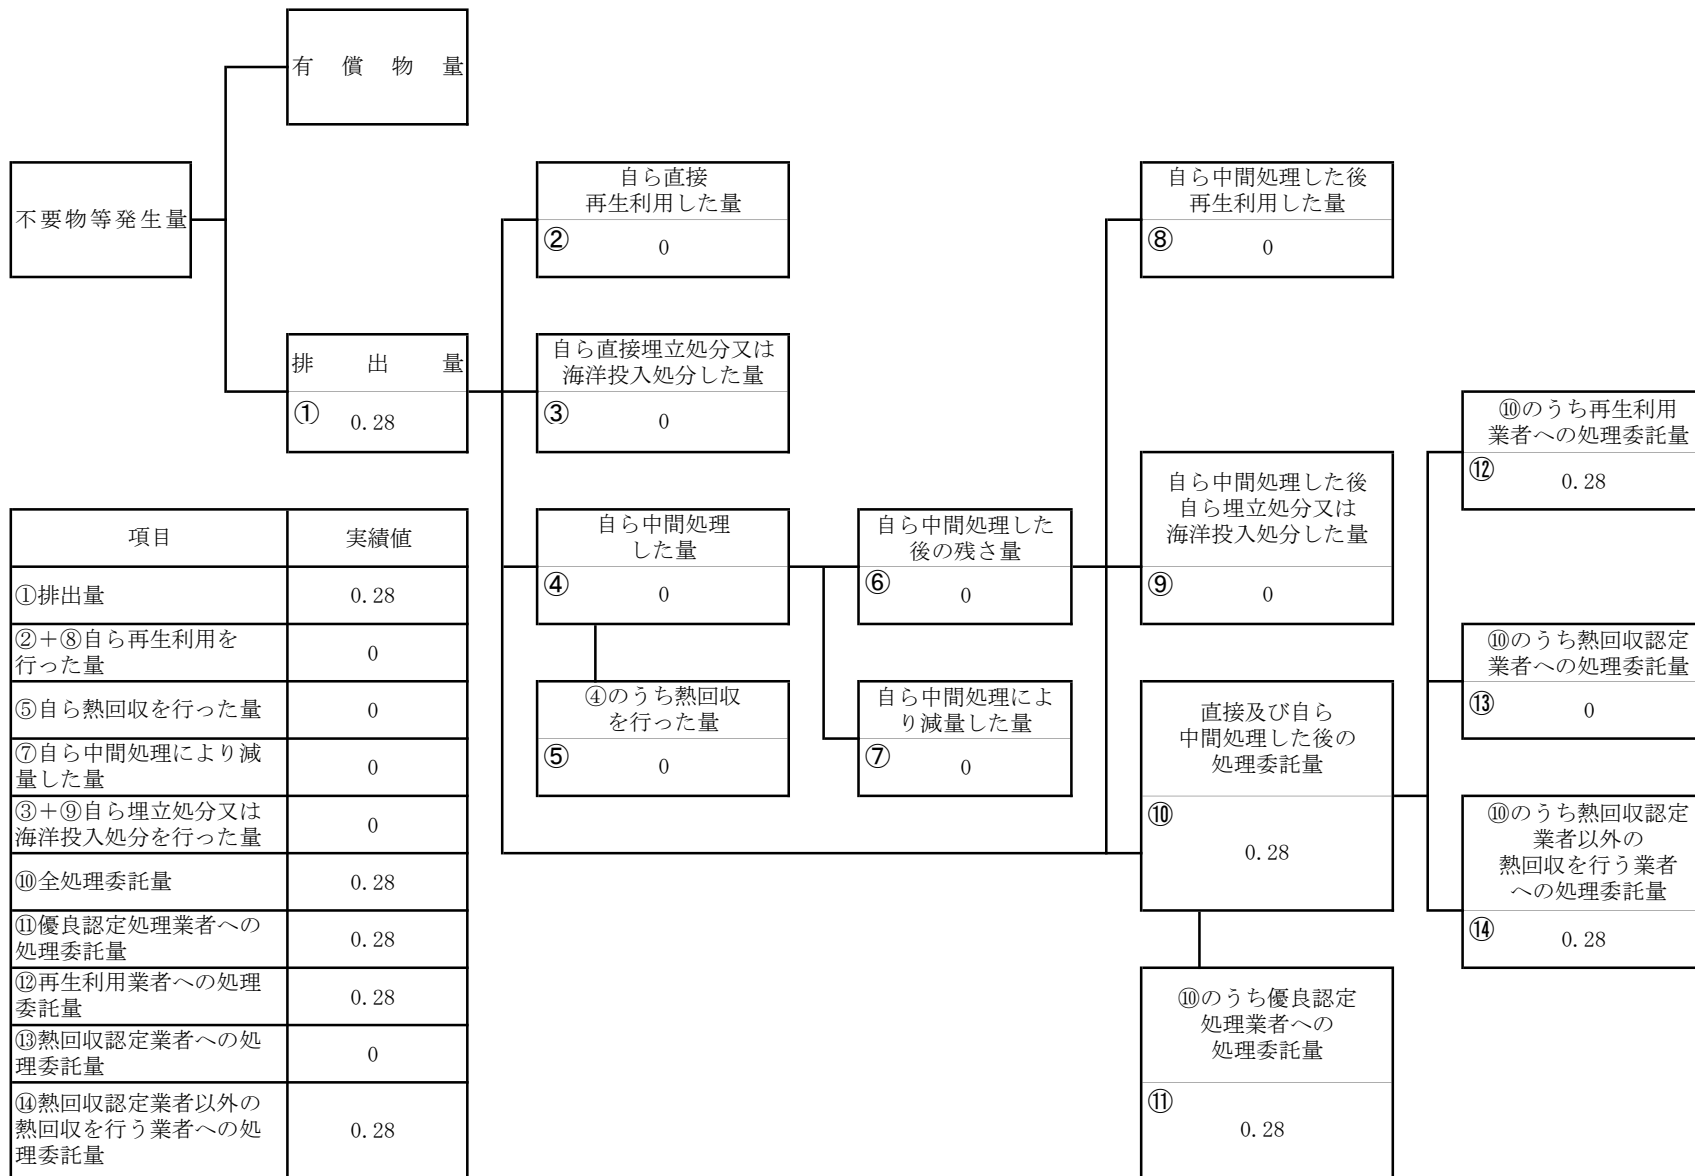 有償物量
不要物等発生量
排出量
① 0.28
自ら直接
再生利用した量
② 0
自ら直接埋立処分又は
海洋投入処分した量
③ 0
自ら中間処理
した量
④ 0
④のうち熱回収
を行った量
⑤ 0
自ら中間処理した
後の残さ量
⑥ 0
自ら中間処理によ
り減量した量
⑦ 0
自ら中間処理した後
再生利用した量
⑧ 0
自ら中間処理した後
自ら埋立処分又は
海洋投入処分した量
⑨ 0
直接及び自ら
中間処理した後の
処理委託量
⑩
0.28
⑩のうち優良認定
処理業者への
処理委託量
⑪
0.28
⑩のうち再生利用
業者への処理委託量
⑫ 0.28
⑩のうち熱回収認定
業者への処理委託量
⑬ 0
⑩のうち熱回収認定
業者以外の
熱回収を行う業者
への処理委託量
⑭ 0.28
項目 実績値
①排出量 0.28
②+⑧自ら再生利用を
行った量 0
⑤自ら熱回収を行った量 0
⑦自ら中間処理により減
量した量 0
③+⑨自ら埋立処分又は
海洋投入処分を行った量 0
⑩全処理委託量 0.28
⑪優良認定処理業者への
処理委託量 0.28
⑫再生利用業者への処理
委託量 0.28
⑬熱回収認定業者への処
理委託量 0
⑭熱回収認定業者以外の
熱回収を行う業者への処
理委託量 0.28